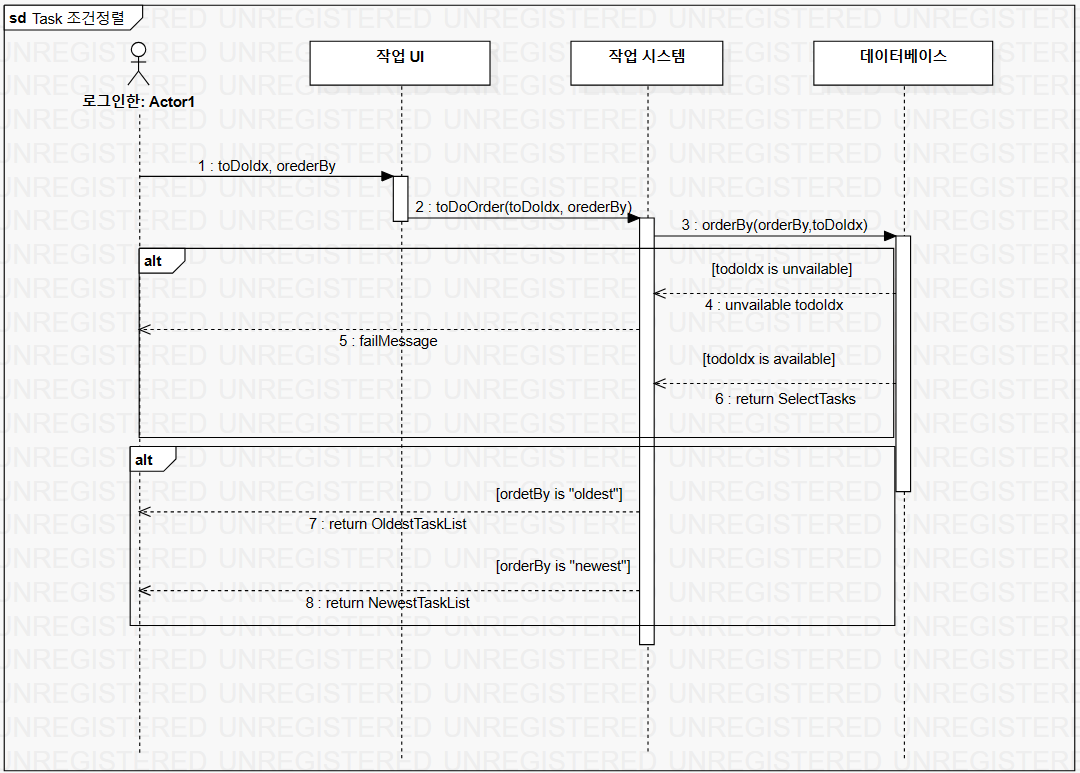 sd Task 조건정렬
작업 UI
작업 시스템
데이터베이스
로그인한: Actor1
1 : toDoIdx, orederBy
2 : toDoOrder(toDoIdx, orederBy)
3 : orderBy(orderBy,toDoIdx)
alt
[todoIdx is unvailable]
4 : unvailable todoIdx
5 : failMessage
[todoIdx is available]
6 : return SelectTasks
alt
[ordetBy is "oldest"]
7 : return OldestTaskList
[orderBy is "newest"]
8 : return NewestTaskList
UNREGISTERED